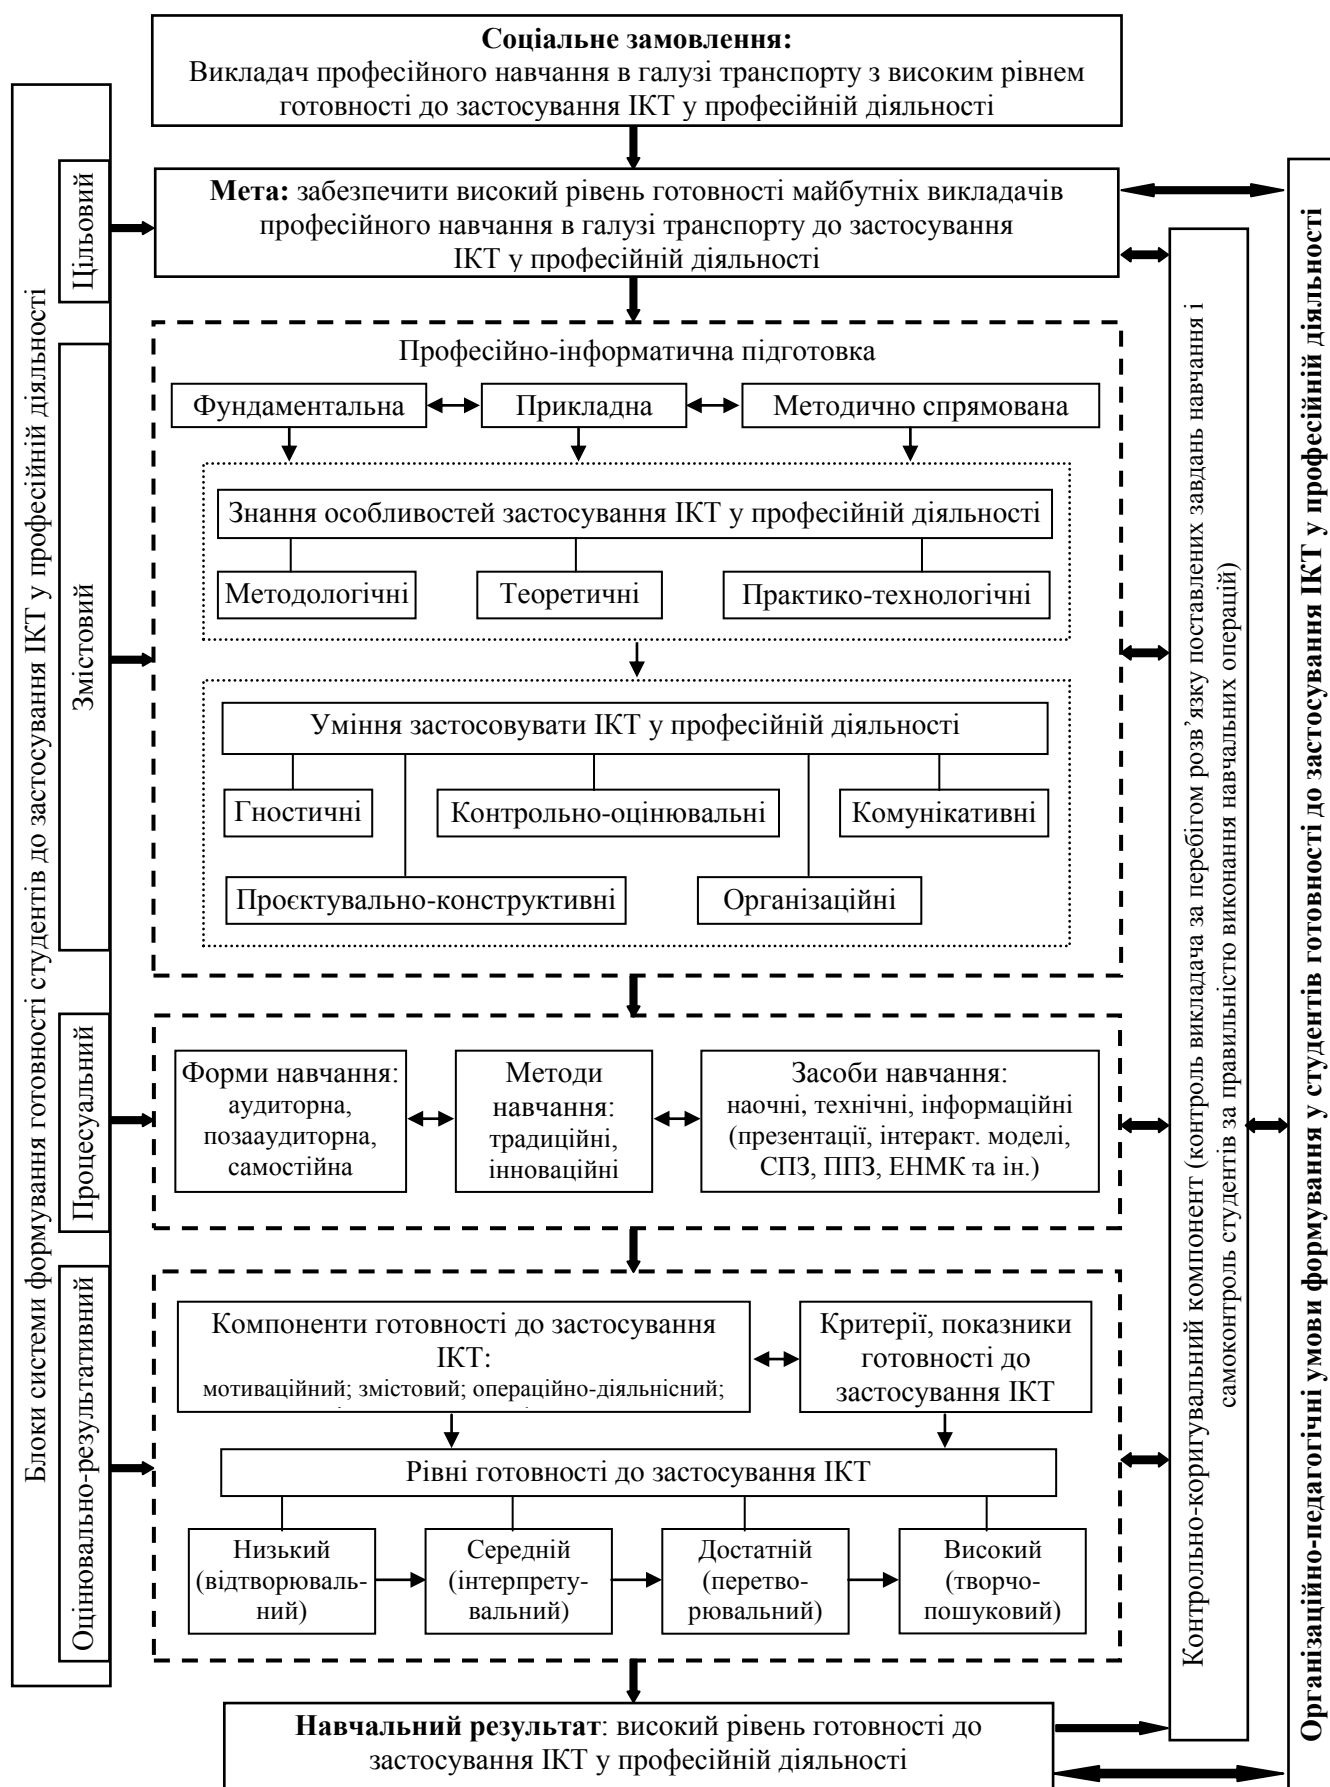 Соціальне замовлення:
Викладач професійного навчання в галузі транспорту з високим рівнем
готовності до застосування ІКТ у професійній діяльності
Блоки системи формування готовності студентів до застосування ІКТ у професійній діяльності
Цільовий
Мета: забезпечити високий рівень готовності майбутніх викладачів
професійного навчання в галузі транспорту до застосування
ІКТ у професійній діяльності
Змістовий
Професійно-інформатична підготовка
Фундаментальна
Прикладна
Методично спрямована
Знання особливостей застосування ІКТ у професійній діяльності
Методологічні
Теоретичні
Практико-технологічні
Уміння застосовувати ІКТ у професійній діяльності
Гностичні
Контрольно-оцінювальні
Комунікативні
Проєктувально-конструктивні
Організаційні
Процесуальний
Форми навчання:
аудиторна,
позааудиторна,
самостійна
Методи
навчання:
традиційні,
інноваційні
Засоби навчання:
наочні, технічні, інформаційні
(презентації, інтеракт. моделі,
СПЗ, ППЗ, ЕНМК та ін.)
Оцінювально-результативний
Компоненти готовності до застосування
ІКТ:
мотиваційний; змістовий; операційно-діяльнісний;
Критерії, показники
готовності до
застосування ІКТ
Рівні готовності до застосування ІКТ
Низький
(відтворюваль-
ний)
Середній
(інтерпрету-
вальний)
Достатній
(перетво-
рювальний)
Високий
(творчо-
пошуковий)
Навчальний результат: високий рівень готовності до
застосування ІКТ у професійній діяльності
Контрольно-коригувальний компонент (контроль викладача за перебігом розв’язку поставлених завдань навчання і
самоконтроль студентів за правильністю виконання навчальних операцій)
Організаційно-педагогічні умови формування у студентів готовності до застосування ІКТ у професійній діяльності